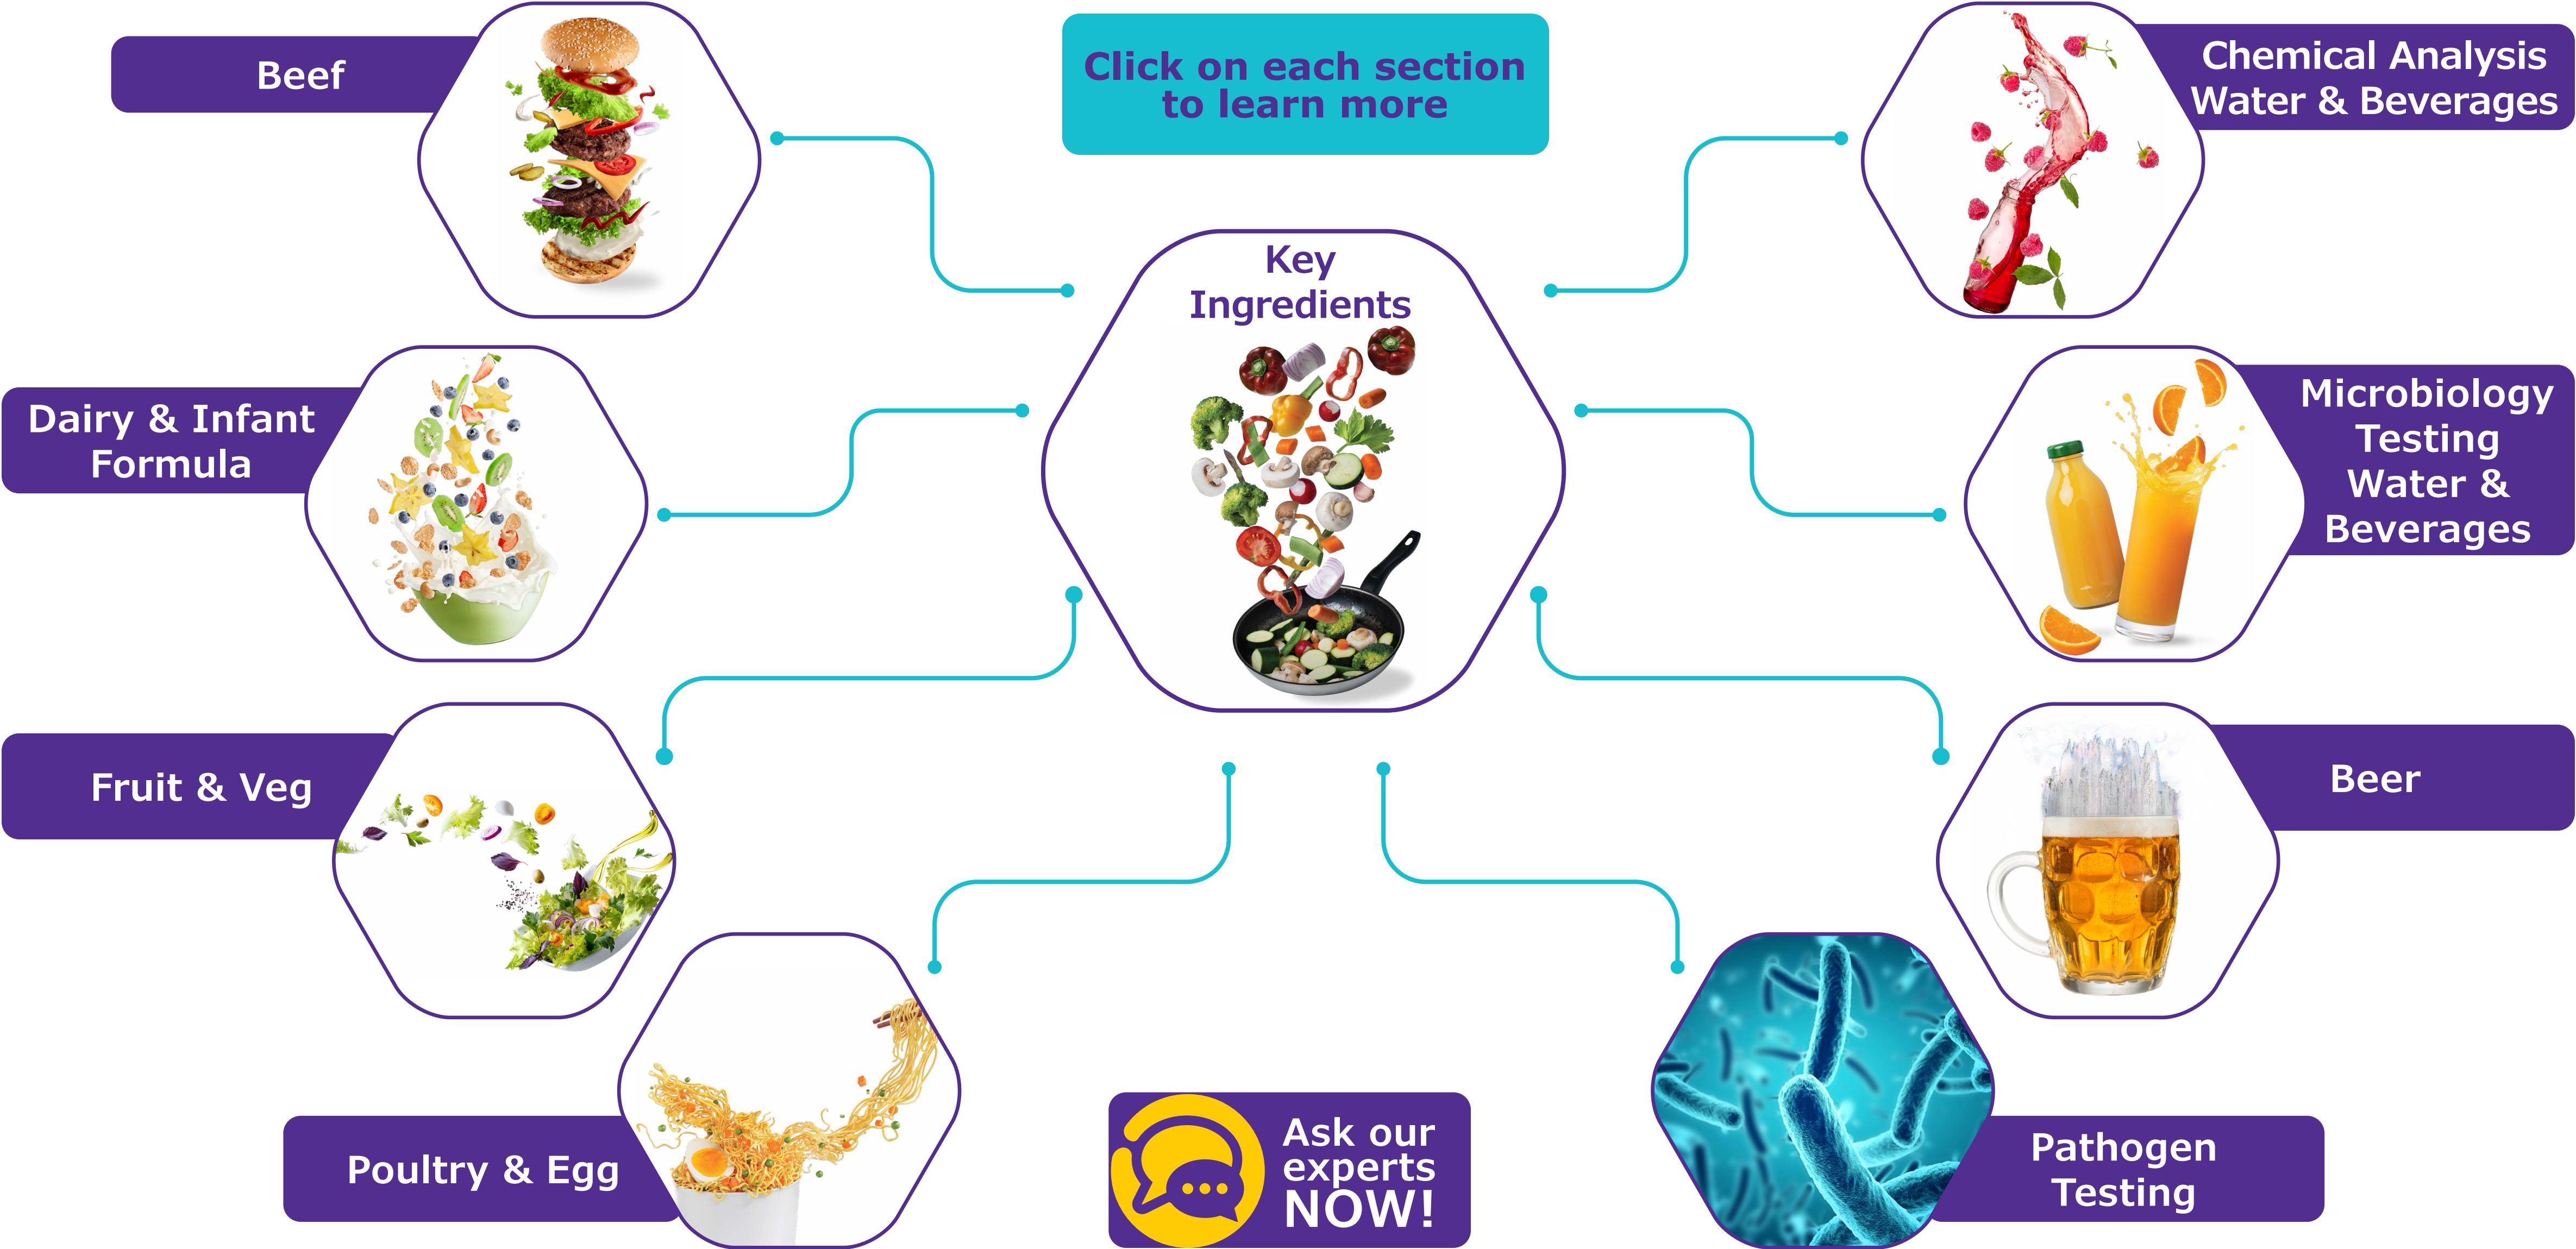 Beef
Click on each section
to learn more
Chemical Analysis
Water & Beverages
Key
Ingredients
Dairy & Infant
Formula
Microbiology
Testing
Water &
Beverages
Fruit & Veg
Beer
Poultry & Egg
Ask our
experts
NOW!
Pathogen
Testing